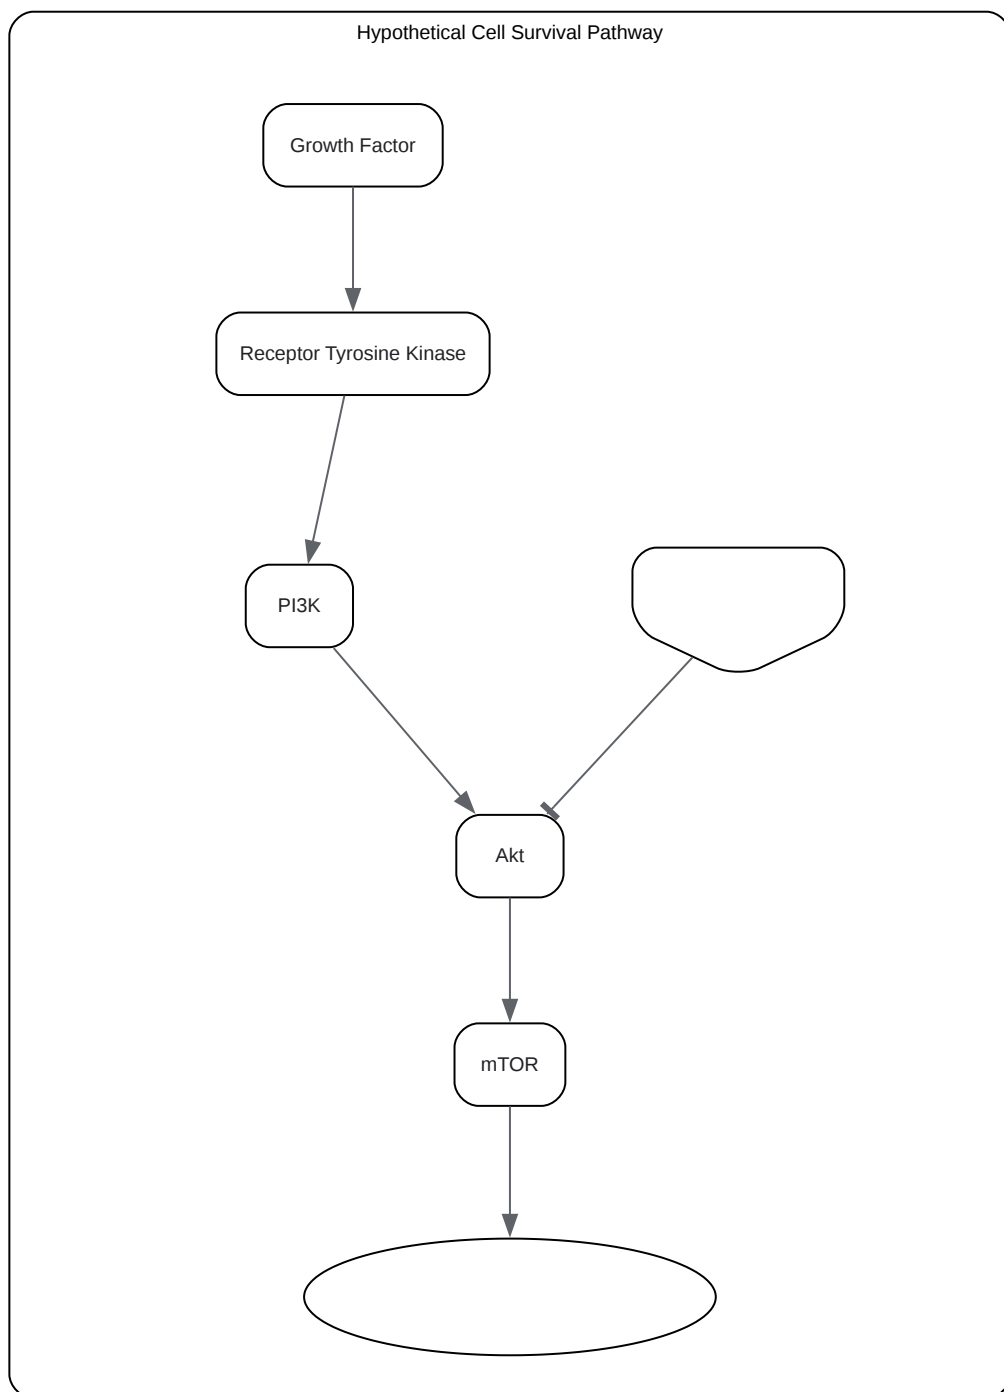 Hypothetical Cell Survival Pathway
Growth Factor
Receptor Tyrosine Kinase
PI3K
Akt
mTOR